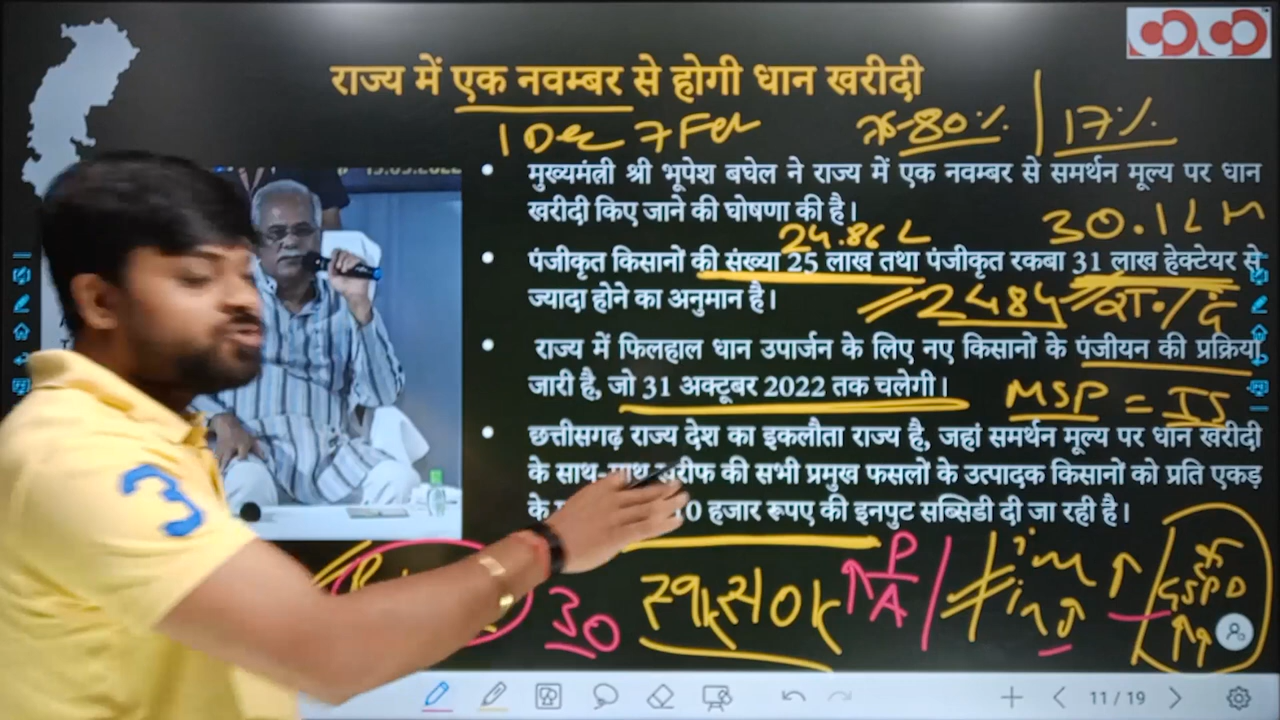 राज्य में एक नवम्बर से होगी धान खरीदी
1 Dec 7 Feb
80% | 17%
• मुख्यमंत्री श्री भूपेश बघेल ने राज्य में एक नवम्बर से समर्थन मूल्य पर धान
खरीदी किए जाने की घोषणा की है।
24.86 L 30.1 L H
• पंजीकृत किसानों की संख्या 25 लाख तथा पंजीकृत रकबा 31 लाख हेक्टेयर से
ज्यादा होने का अनुमान है।
2484
• राज्य में फिलहाल धान उपार्जन के लिए नए किसानों के पंजीयन की प्रक्रिया
जारी है, जो 31 अक्टूबर 2022 तक चलेगी।
MSP = IS
• छत्तीसगढ़ राज्य देश का इकलौता राज्य है, जहां समर्थन मूल्य पर धान खरीदी
के साथ-साथ खरीफ की सभी प्रमुख फसलों के उत्पादक किसानों को प्रति एकड़
के 10 हजार रूपए की इनपुट सब्सिडी दी जा रही है।
30
P
A
GSPD
3
11 / 19